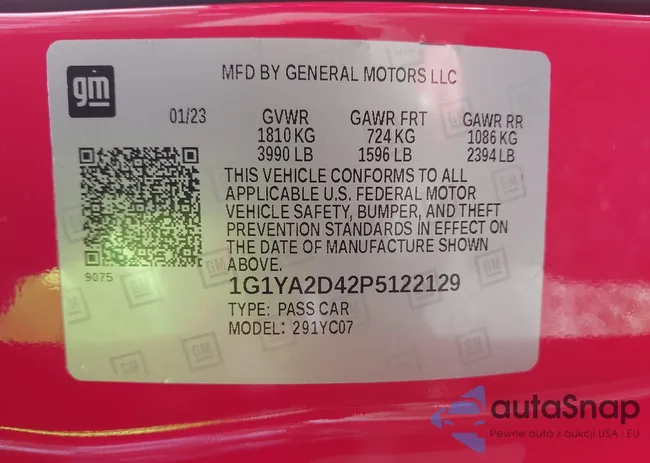 gm
MFD BY GENERAL MOTORS LLC
01/23
GVWR GAWR FRT GAWR RR
1810 KG 724 KG 1086 KG
3990 LB 1596 LB 2394 LB
THIS VEHICLE CONFORMS TO ALL
APPLICABLE U.S. FEDERAL MOTOR
VEHICLE SAFETY, BUMPER, AND THEFT
PREVENTION STANDARDS IN EFFECT ON
THE DATE OF MANUFACTURE SHOWN
ABOVE.
9075
1G1YA2D42P5122129
TYPE: PASS CAR
MODEL: 291YC07
autaSnap
Pewne auta z aukcji USA - EU